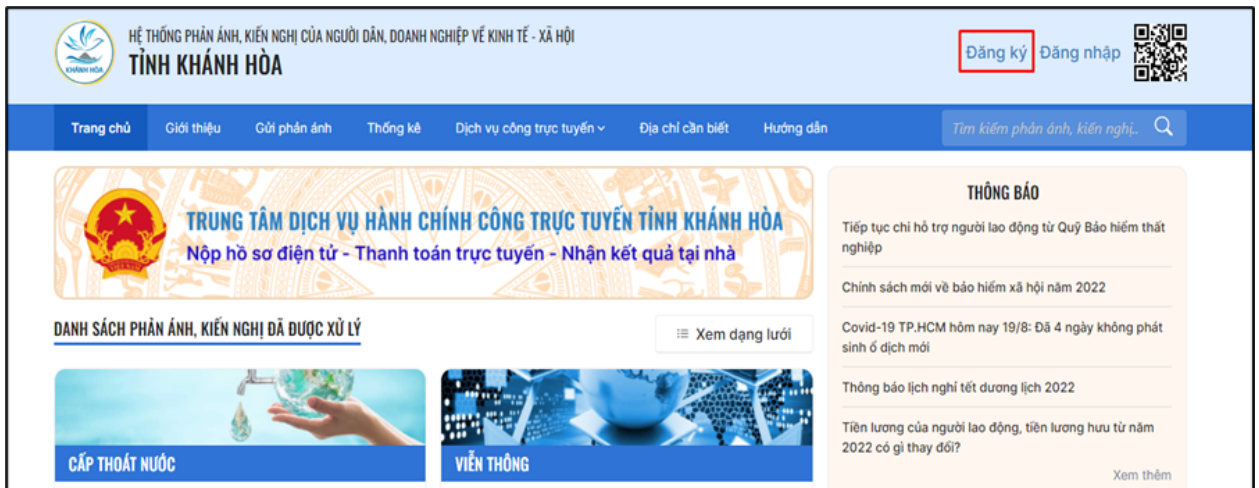 HỆ THỐNG PHẢN ÁNH, KIẾN NGHỊ CỦA NGƯỜI DÂN, DOANH NGHIỆP VỀ KINH TẾ - XÃ HỘI
TỈNH KHÁNH HÒA
KHÁNH HÒA
Đăng ký
Đăng nhập
Trang chủ
Giới thiệu
Gửi phản ánh
Thống kê
Dịch vụ công trực tuyến
Địa chỉ cần biết
Hướng dẫn
Tìm kiếm phản ánh, kiến nghị..
TRUNG TÂM DỊCH VỤ HÀNH CHÍNH CÔNG TRỰC TUYẾN TỈNH KHÁNH HÒA
Nộp hồ sơ điện tử - Thanh toán trực tuyến - Nhận kết quả tại nhà
DANH SÁCH PHẢN ÁNH, KIẾN NGHỊ ĐÃ ĐƯỢC XỬ LÝ
Xem dạng lưới
CẤP THOÁT NƯỚC
VIỄN THÔNG
THÔNG BÁO
Tiếp tục chi hỗ trợ người lao động từ Quỹ Bảo hiểm thất
nghiệp
Chính sách mới về bảo hiểm xã hội năm 2022
Covid-19 TP.HCM hôm nay 19/8: Đã 4 ngày không phát
sinh ổ dịch mới
Thông báo lịch nghỉ tết dương lịch 2022
Tiền lương của người lao động, tiền lương hưu từ năm
2022 có gì thay đổi?
Xem thêm